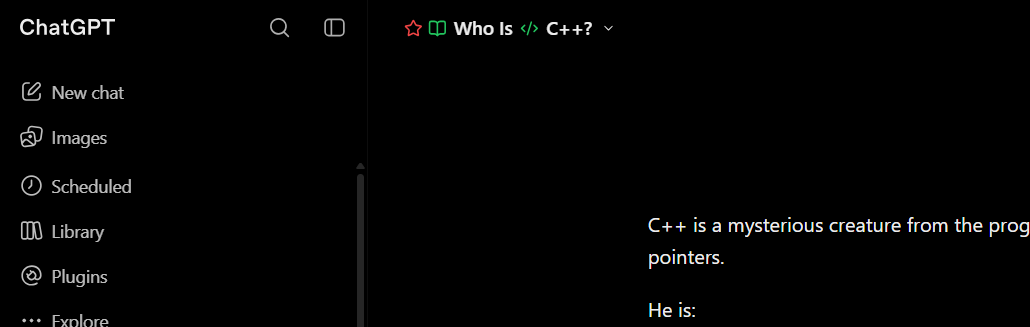 ChatGPT
New chat
Images
Scheduled
Library
Plugins
Explore
Who Is </> C++?
C++ is a mysterious creature from the prog
pointers.
He is: